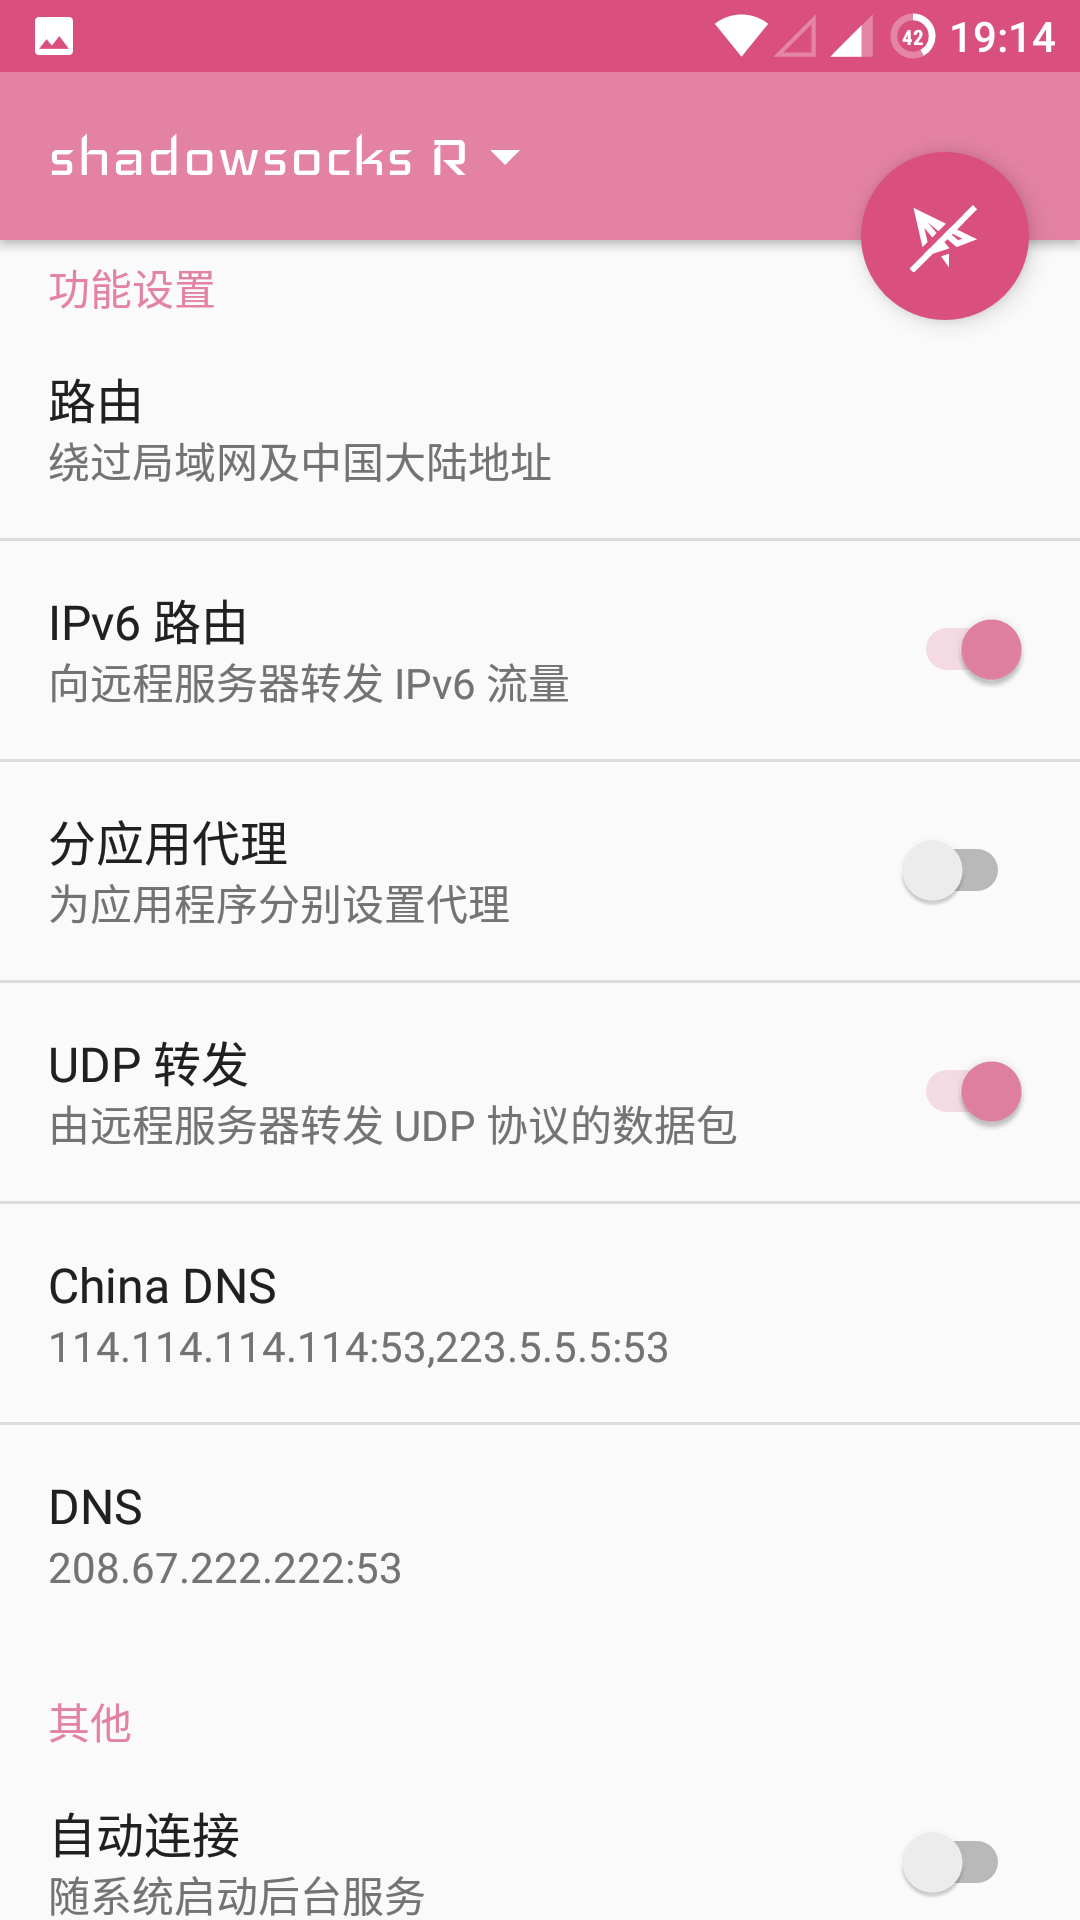 42 19:14
shadowsocks R
功能设置
路由
绕过局域网及中国大陆地址
IPv6 路由
向远程服务器转发 IPv6 流量
分应用代理
为应用程序分别设置代理
UDP 转发
由远程服务器转发 UDP 协议的数据包
China DNS
114.114.114.114:53,223.5.5.5:53
DNS
208.67.222.222:53
其他
自动连接
随系统启动后台服务